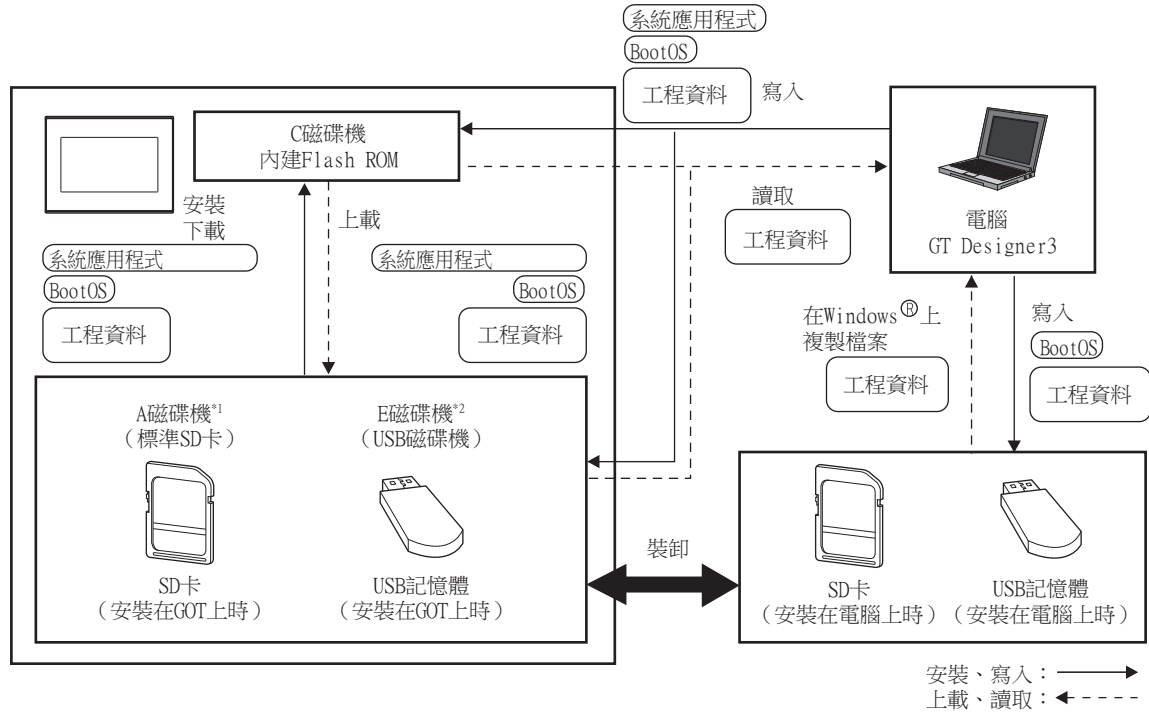 系統應用程式
BootOS
工程資料
寫入
C磁碟機
內建Flash ROM
安裝
下載
上載
讀取
工程資料
電腦
GT Designer3
系統應用程式
BootOS
工程資料
系統應用程式
BootOS
工程資料
在Windows®上
複製檔案
工程資料
寫入
BootOS
工程資料
A磁碟機*1
（標準SD卡）
E磁碟機*2
（USB磁碟機）
SD卡
（安裝在GOT上時）
USB記憶體
（安裝在GOT上時）
裝卸
SD卡
（安裝在電腦上時）
USB記憶體
（安裝在電腦上時）
安裝、寫入：
上載、讀取：